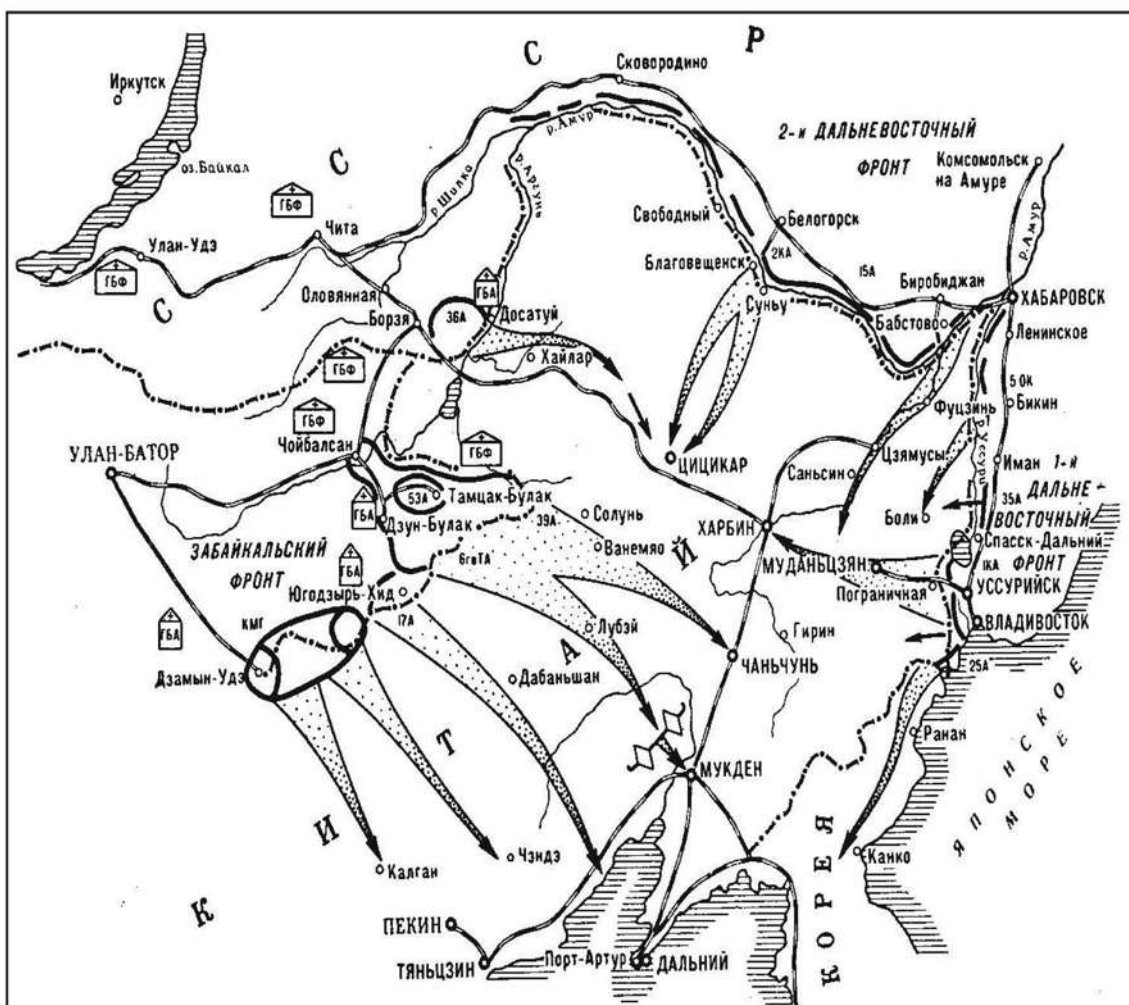 С
Р
Сковородино
Иркутск
р. Амур
2-й ДАЛЬНЕВОСТОЧНЫЙ
ФРОНТ
Комсомольск
на Амуре
оз. Байкал
С
р. Шилка
р. Аргунь
ГБФ
Свободный
Белогорск
р. Амур
Чита
Улан-Удэ
2КА
Благовещенск
15А
Биробиджан
ГБФ
ХАБАРОВСК
С
Оловянная
ГБА
Суньу
Бабстово
Борзя
36А
Досатуй
Ленинское
Хайлар
ГБФ
5 ОК
Бикин
Фуцзинь
ГБФ
Чойбалсан
ГБФ
р. Уссури
УЛАН-БАТОР
ЦИЦИКАР
Саньсин
Цзямусы
Иман
1-й
53А
Тамцак-Булак
35А
ДАЛЬНЕ-
ГБА
Дзун-Булак
39А
Солунь
ХАРБИН
Боли
ВОСТОЧНЫЙ
ЗАБАЙКАЛЬСКИЙ
Ванемяо
Й
Спасск-Дальний
ФРОНТ
ГБА
6гвТА
МУДАНЬЦЗЯН
1КА
ФРОНТ
Югодзырь-Хид
Пограничная
УССУРИЙСК
КМГ
17А
Лубэй
Гирин
ВЛАДИВОСТОК
ГБА
А
Дзамын-Удэ
ЧАНЬЧУНЬ
25А
Дабаньшан
Т
Ранан
МУКДЕН
И
ЯПОНСКОЕ
МОРЕ
Калган
Чэндэ
Канко
К
ПЕКИН
КОРЕЯ
ТЯНЬЦЗИН
Порт-Артур
ДАЛЬНИЙ